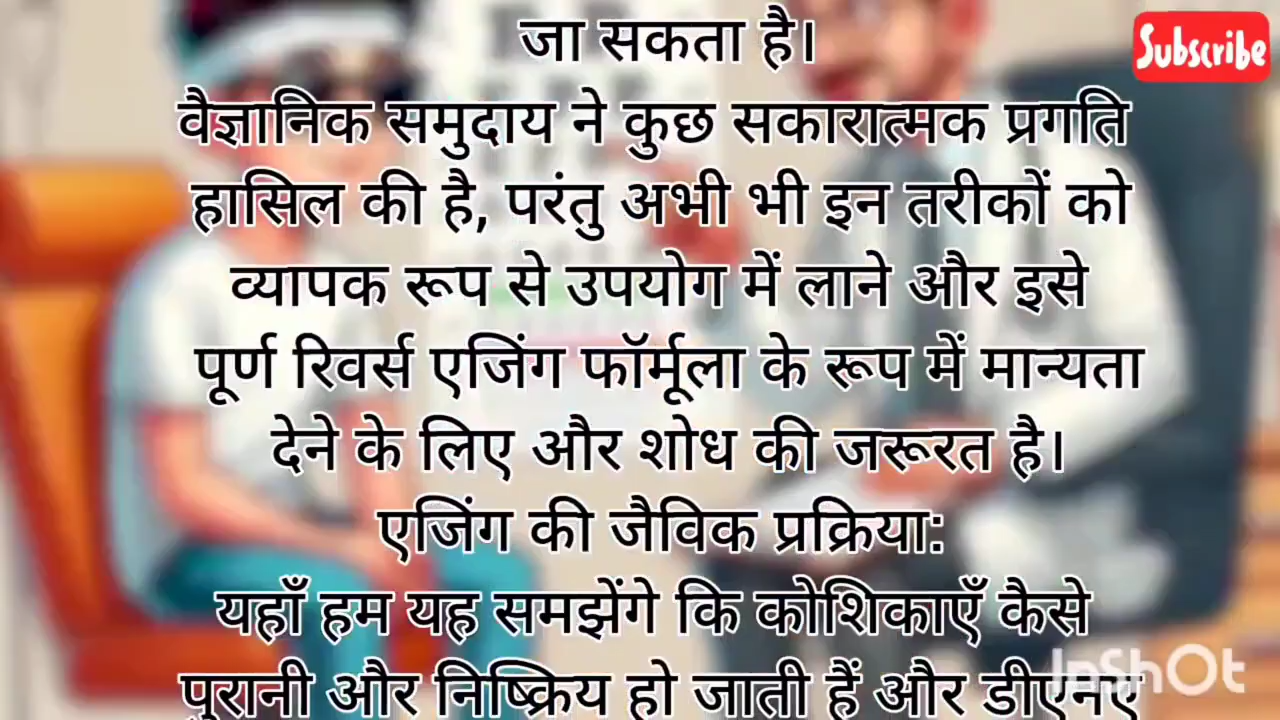 जा सकता है।
Subscribe
वैज्ञानिक समुदाय ने कुछ सकारात्मक प्रगति
हासिल की है, परंतु अभी भी इन तरीकों को
व्यापक रूप से उपयोग में लाने और इसे
पूर्ण रिवर्स एजिंग फॉर्मूला के रूप में मान्यता
देने के लिए और शोध की जरूरत है।
एजिंग की जैविक प्रक्रिया:
यहाँ हम यह समझेंगे कि कोशिकाएँ कैसे
पुरानी और निष्क्रिय हो जाती हैं और डीएनए
InShOt